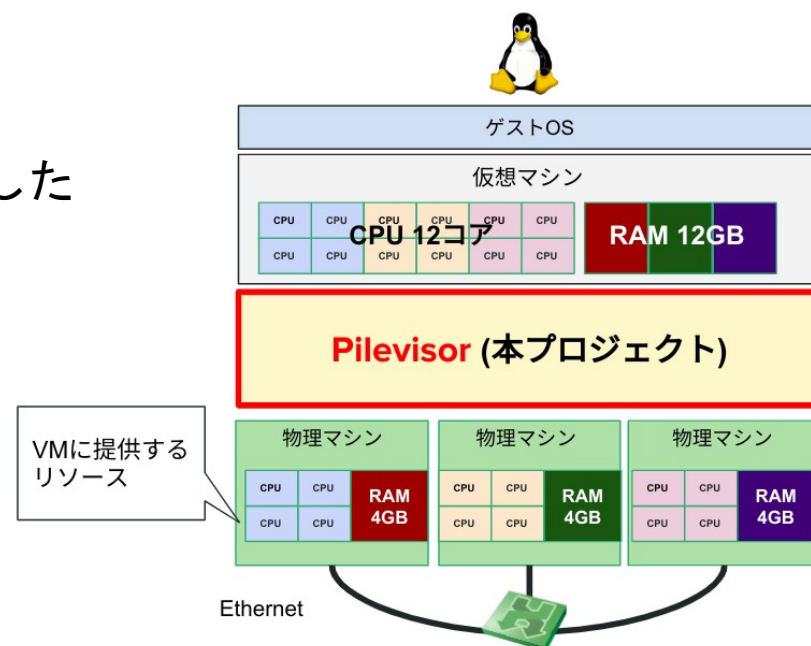 ゲストOS
した
仮想マシン
CPU CPU CPU CPU CPU CPU
CPU 12コア
CPU CPU CPU CPU CPU CPU
RAM 12GB
Pilevisor (本プロジェクト)
VMに提供する
リソース
物理マシン
CPU CPU
CPU CPU
RAM
4GB
物理マシン
CPU CPU
CPU CPU
RAM
4GB
物理マシン
CPU CPU
CPU CPU
RAM
4GB
Ethernet